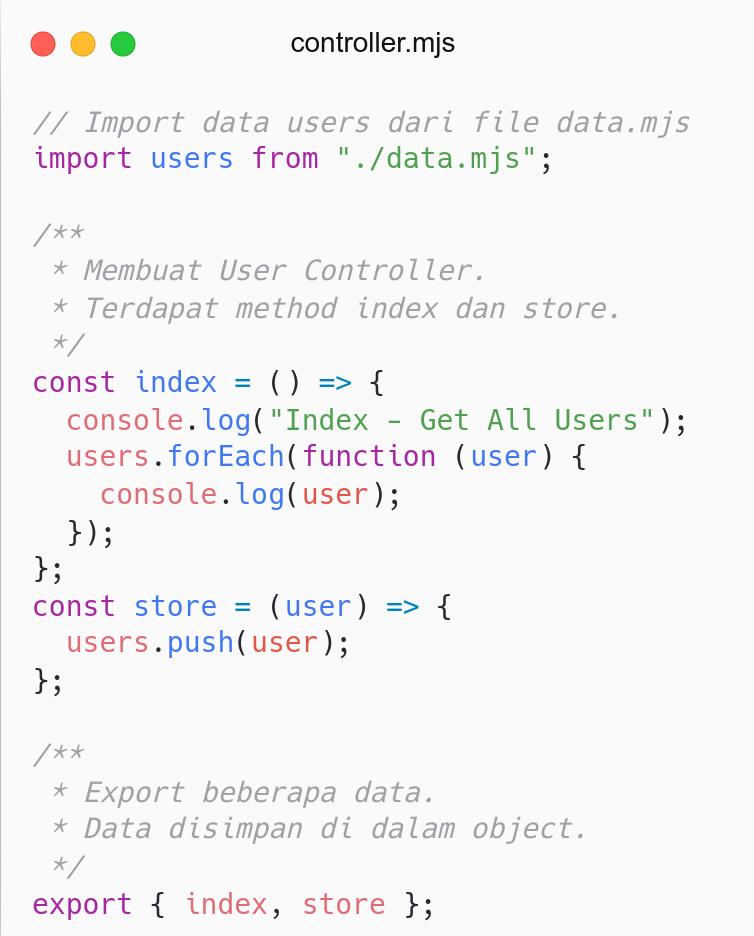 controller.mjs
// Import data users dari file data.mjs
import users from "./data.mjs";
/**
 * Membuat User Controller.
 * Terdapat method index dan store.
 */
const index = () => {
  console.log("Index - Get All Users");
  users.forEach(function (user) {
    console.log(user);
  });
};
const store = (user) => {
  users.push(user);
};
/**
 * Export beberapa data.
 * Data disimpan di dalam object.
 */
export { index, store };